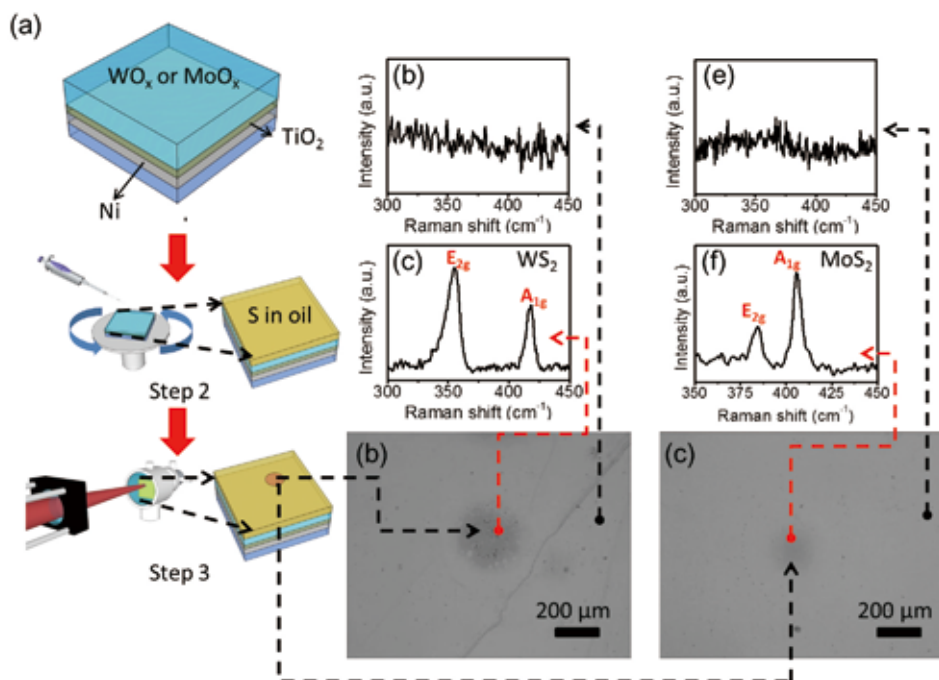 (a)
WOx or MoOx
TiO2
Ni
S in oil
Step 2
Step 3
(b)
Intensity (a.u.)
300 350 400 450
Raman shift (cm-1)
(c)
E2g
WS2
A1g
Intensity (a.u.)
300 350 400 450
Raman shift (cm-1)
(b)
200 μm
(e)
Intensity (a.u.)
300 350 400 450
Raman shift (cm-1)
(f)
A1g
MoS2
E2g
Intensity (a.u.)
350 375 400 425 450
Raman shift (cm-1)
(c)
200 μm